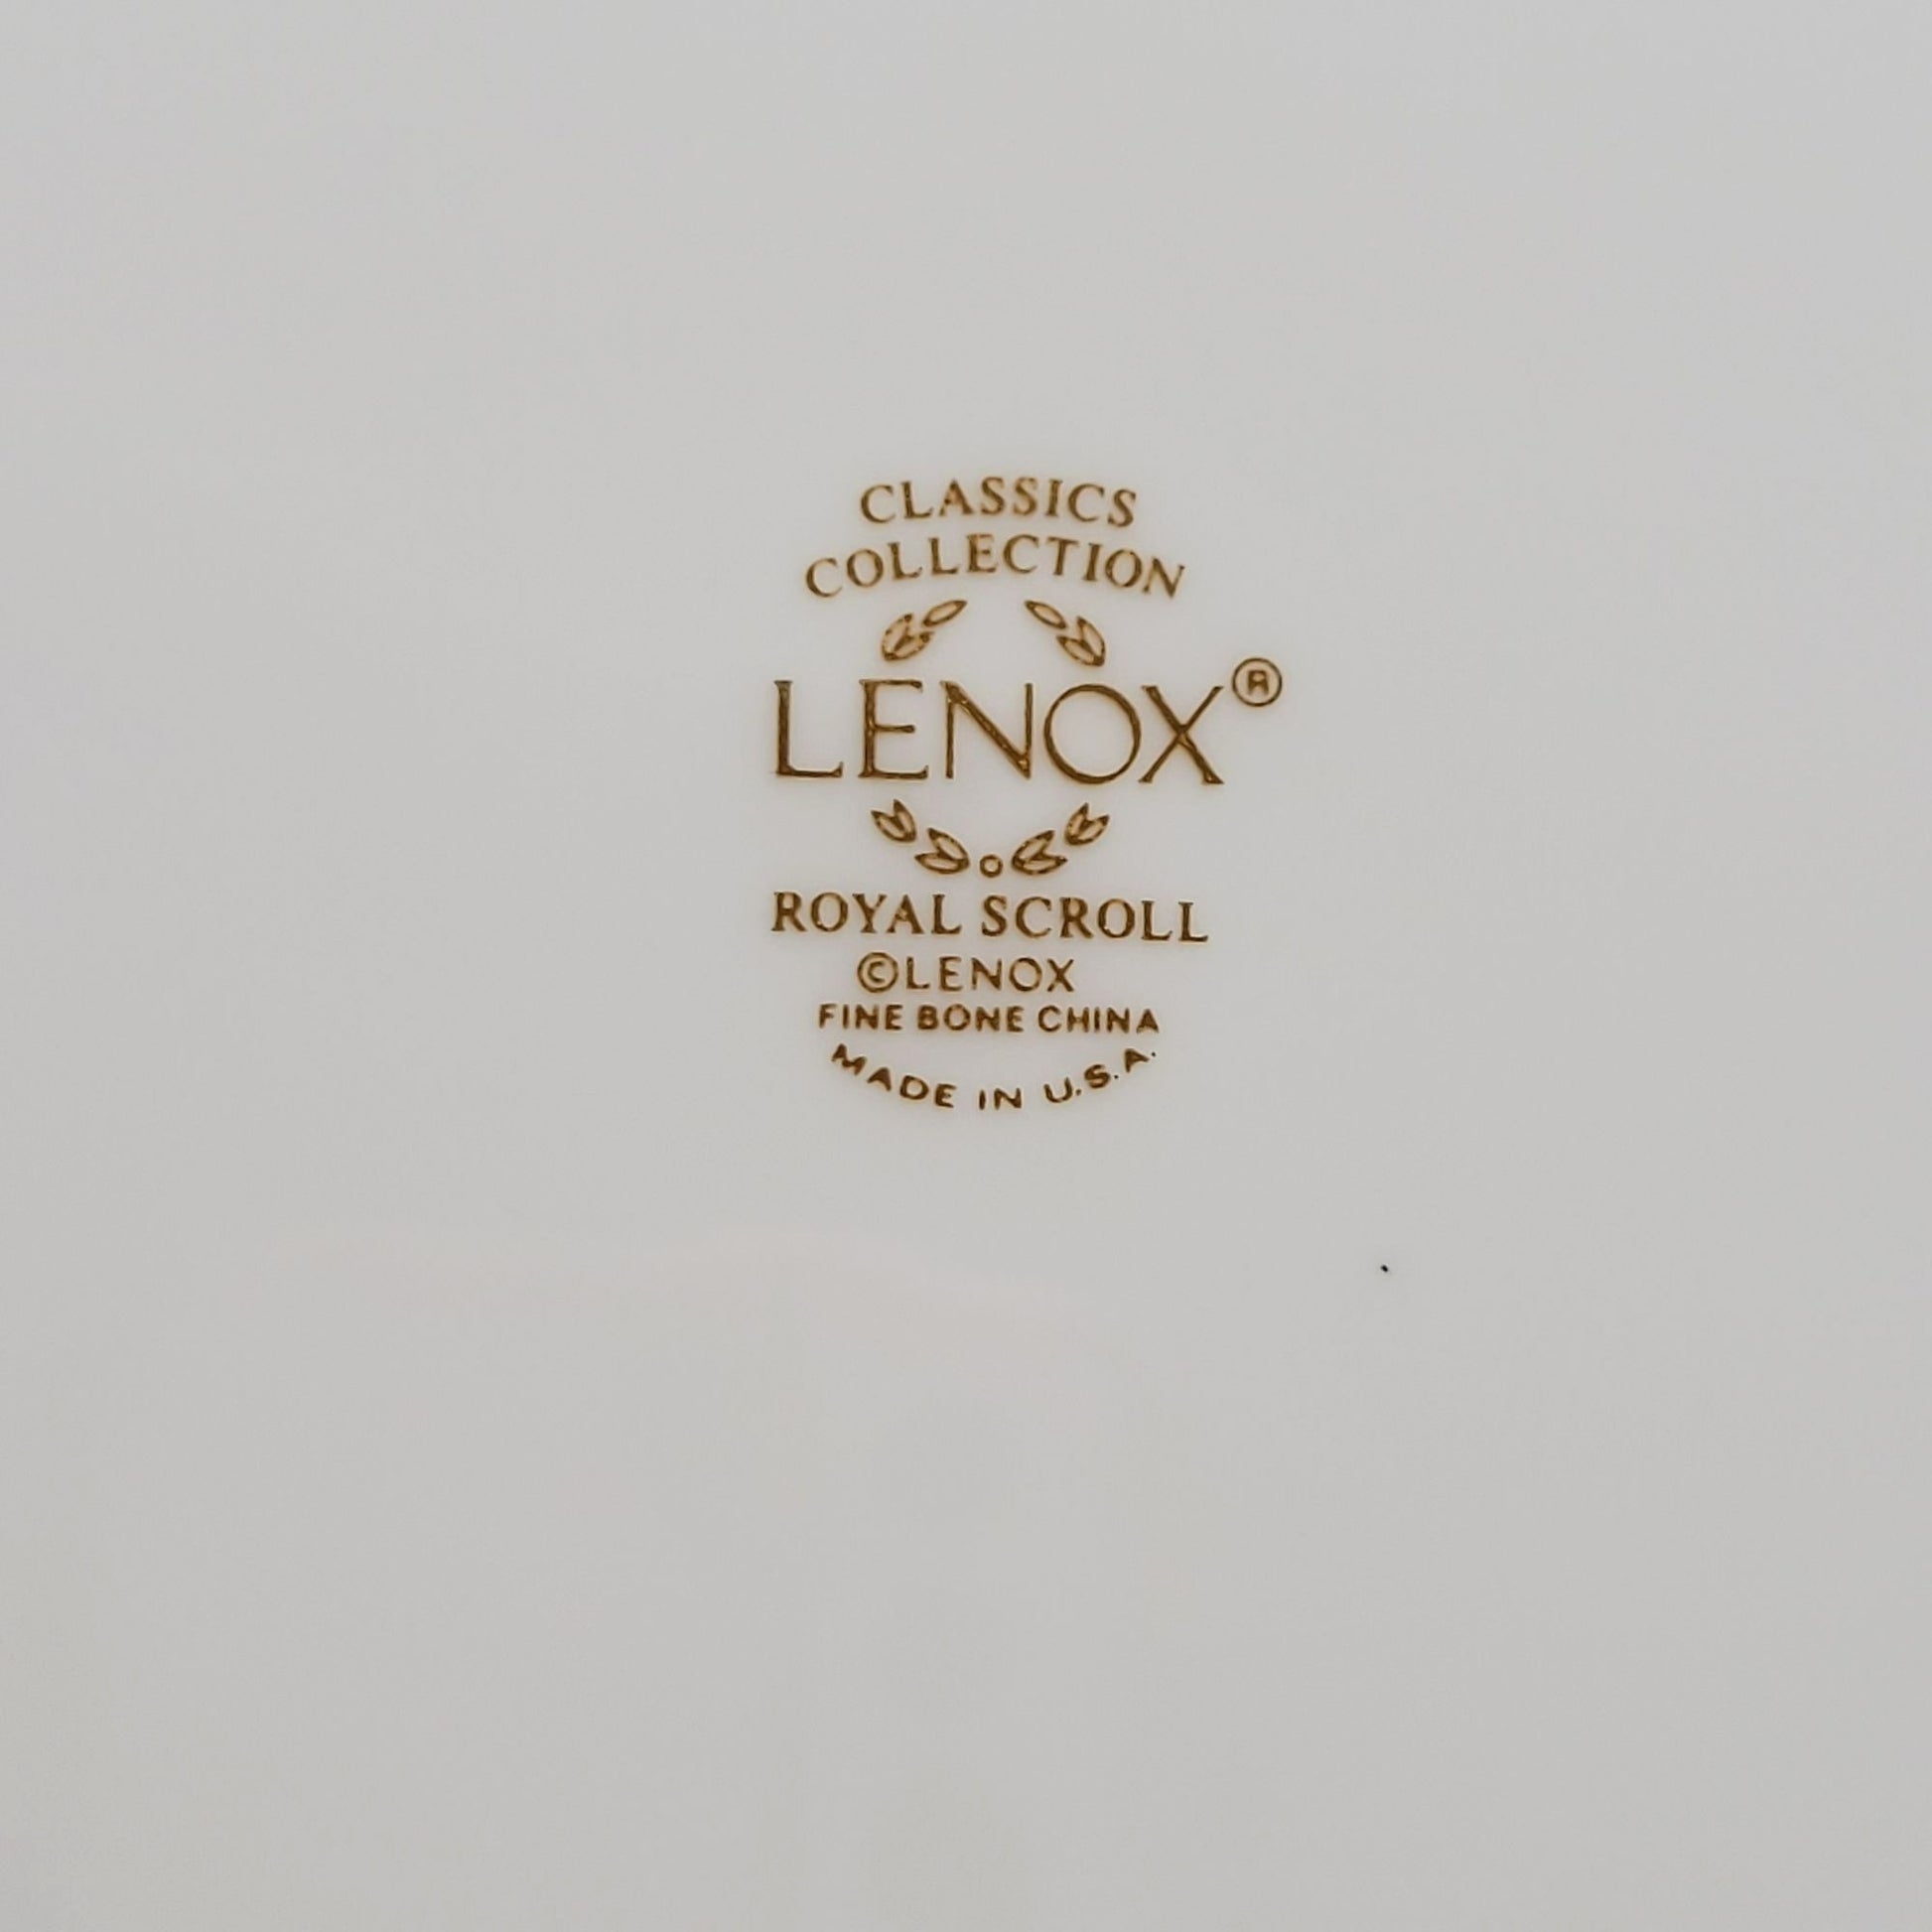 CLASSICS
COLLECTION
LENOX®
ROYAL SCROLL
©LENOX
FINE BONE CHINA
MADE IN U.S.A.